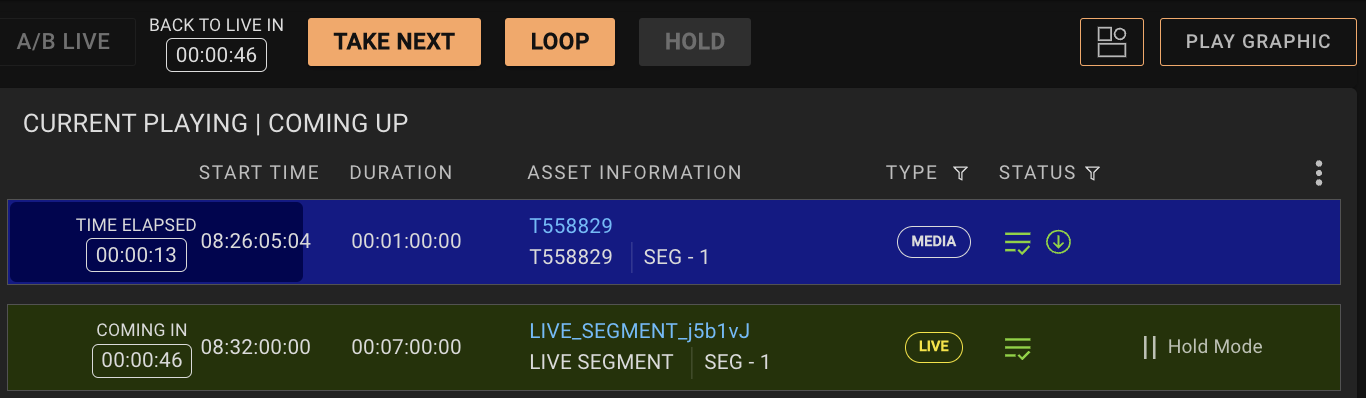 A/B LIVE
BACK TO LIVE IN
00:00:46
TAKE NEXT
LOOP
HOLD
PLAY GRAPHIC
CURRENT PLAYING | COMING UP
START TIME DURATION ASSET INFORMATION TYPE STATUS
TIME ELAPSED
00:00:13
08:26:05:04
00:01:00:00
T558829
T558829 SEG - 1
MEDIA
COMING IN
00:00:46
08:32:00:00
00:07:00:00
LIVE_SEGMENT_j5b1vJ
LIVE SEGMENT SEG - 1
LIVE
Hold Mode